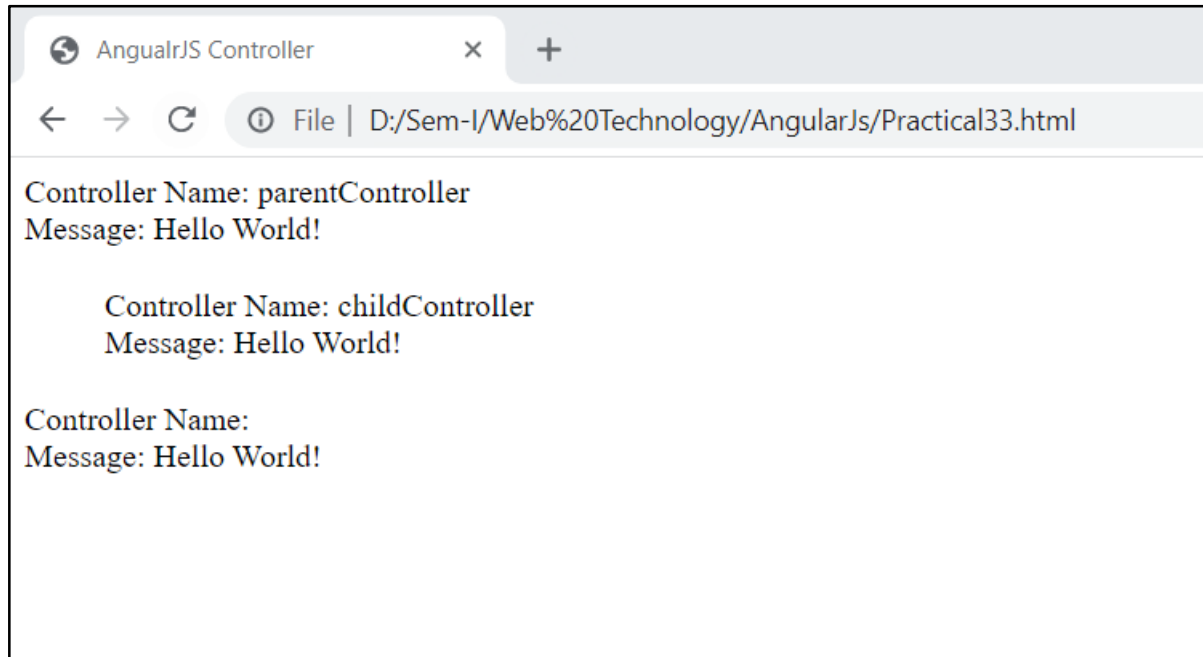 AngualrJS Controller
File | D:/Sem-I/Web%20Technology/AngularJs/Practical33.html
Controller Name: parentController
Message: Hello World!
Controller Name: childController
Message: Hello World!
Controller Name:
Message: Hello World!